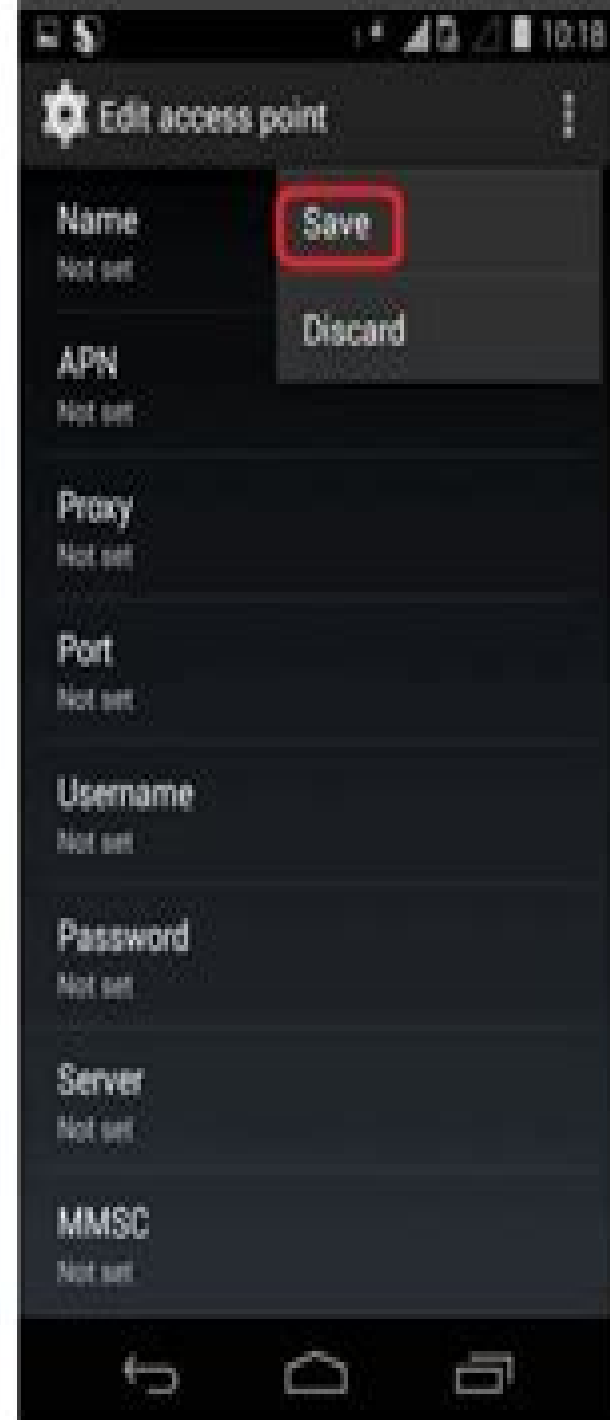 10:18
Edit access point
Name
Not set
Save
Discard
APN
Not set
Proxy
Not set
Port
Not set
Username
Not set
Password
Not set
Server
Not set
MMSC
Not set